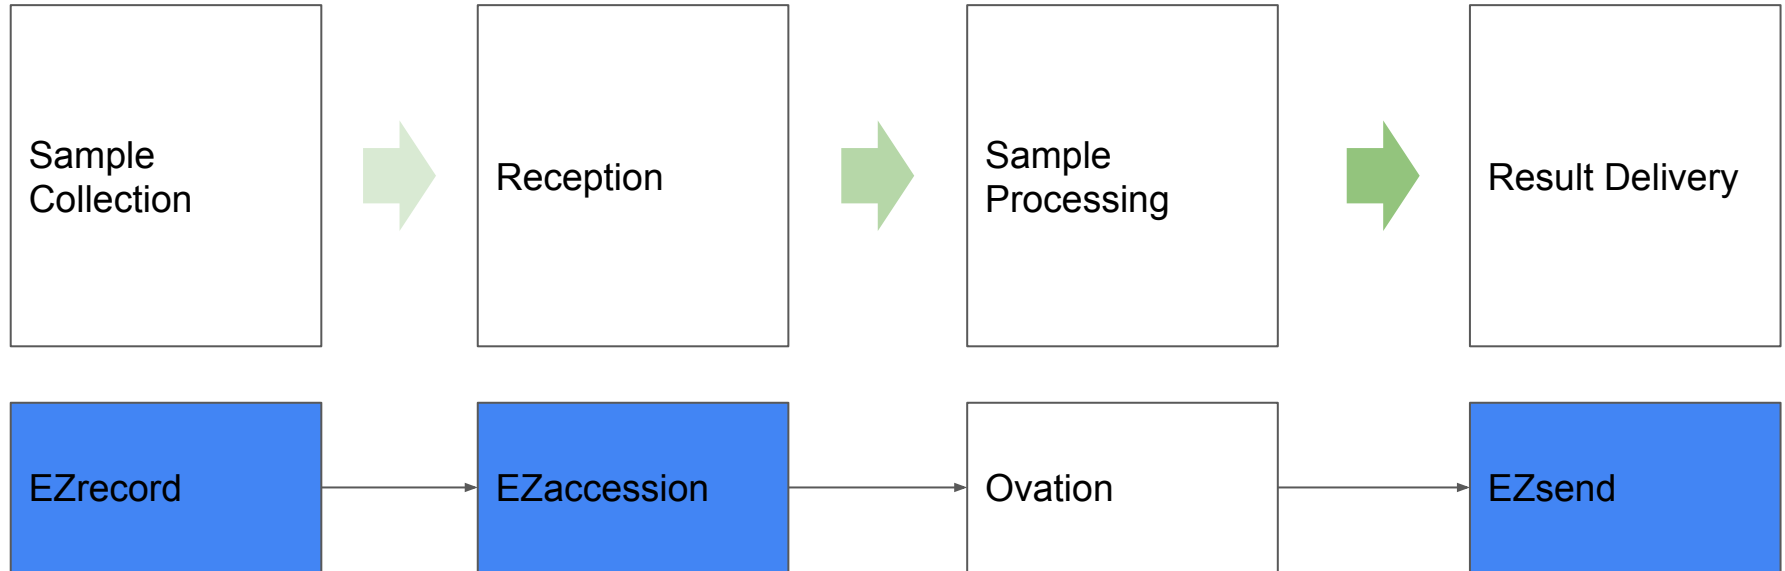 Sample
Collection
Reception
Sample
Processing
Result Delivery
EZrecord
EZaccession
Ovation
EZsend